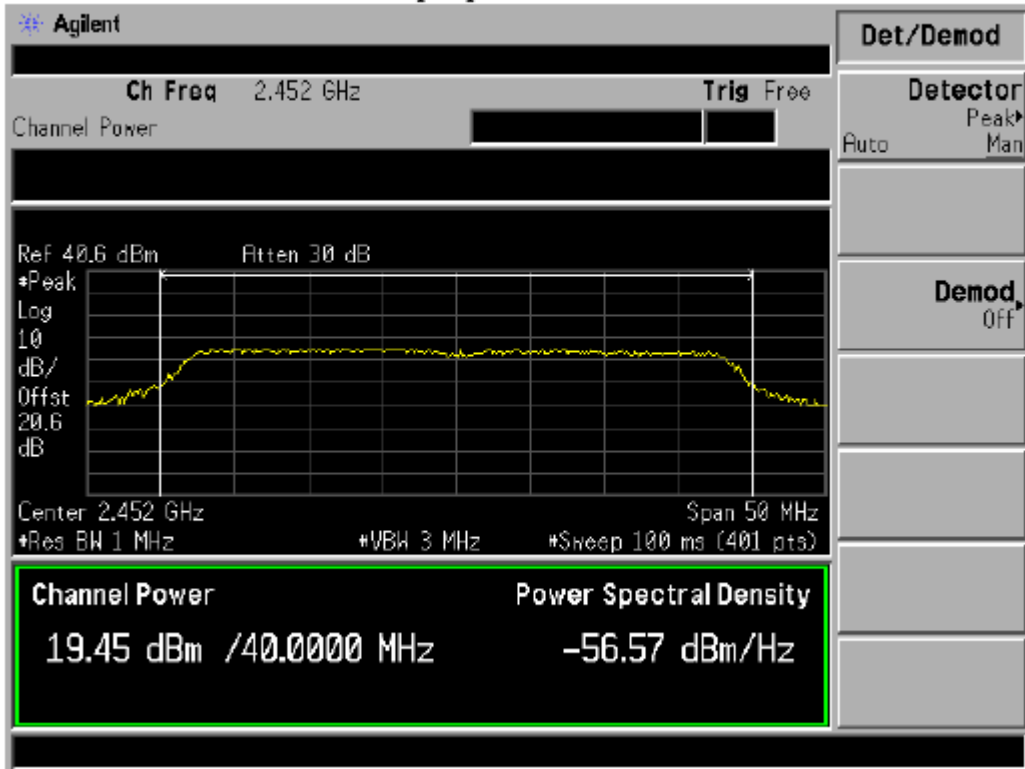 Agilent
Det/Demod
Ch Freq 2.452 GHz
Trig Free
Channel Power
Detector
Peak
Auto Man
Ref 40.6 dBm
Atten 30 dB
#Peak
Log
10
dB/
Offst
20.6
dB
Demod
Off
Center 2.452 GHz
Span 50 MHz
#Res BW 1 MHz
#VBW 3 MHz
#Sweep 100 ms (401 pts)
Channel Power
Power Spectral Density
19.45 dBm /40.0000 MHz
-56.57 dBm/Hz